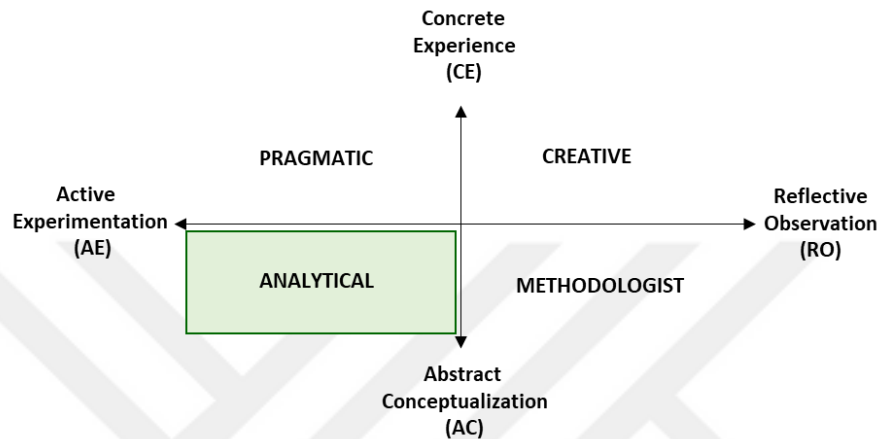 Concrete
Experience
(CE)
PRAGMATIC
CREATIVE
Active
Experimentation
(AE)
Reflective
Observation
(RO)
ANALYTICAL
METHODOLOGIST
Abstract
Conceptualization
(AC)